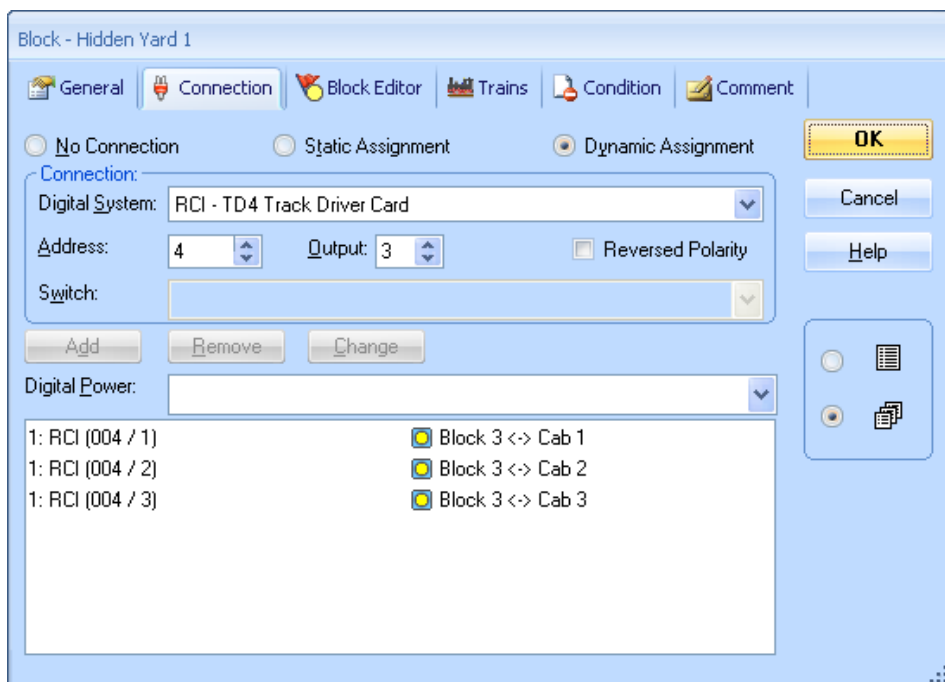 Block - Hidden Yard 1
General Connection Block Editor Trains Condition Comment
No Connection Static Assignment Dynamic Assignment OK
Connection:
Digital System: RCI - TD4 Track Driver Card Cancel
Address: 4 Output: 3 Reversed Polarity Help
Switch:
Add Remove Change
Digital Power:
1: RCI (004 / 1) Block 3 <-> Cab 1
1: RCI (004 / 2) Block 3 <-> Cab 2
1: RCI (004 / 3) Block 3 <-> Cab 3